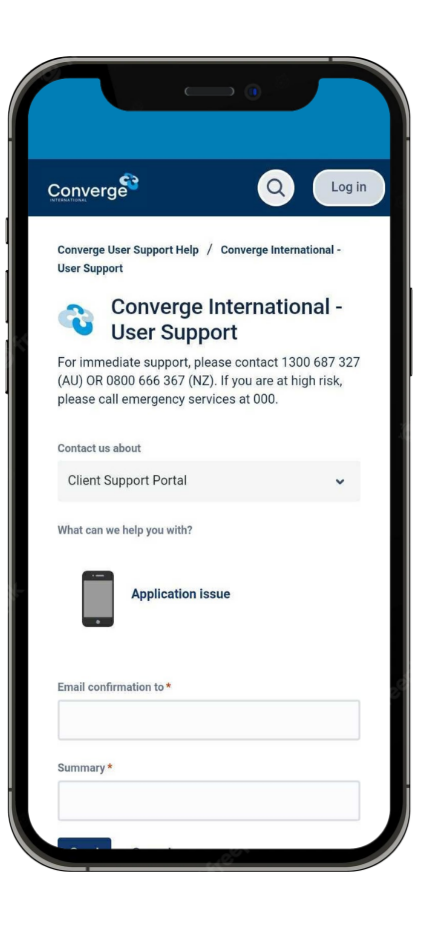 Converge
INTERNATIONAL
Log in
Converge User Support Help / Converge International -
User Support
Converge International -
User Support
For immediate support, please contact 1300 687 327
(AU) OR 0800 666 367 (NZ). If you are at high risk,
please call emergency services at 000.
Contact us about
Client Support Portal
What can we help you with?
Application issue
Email confirmation to *
Summary *